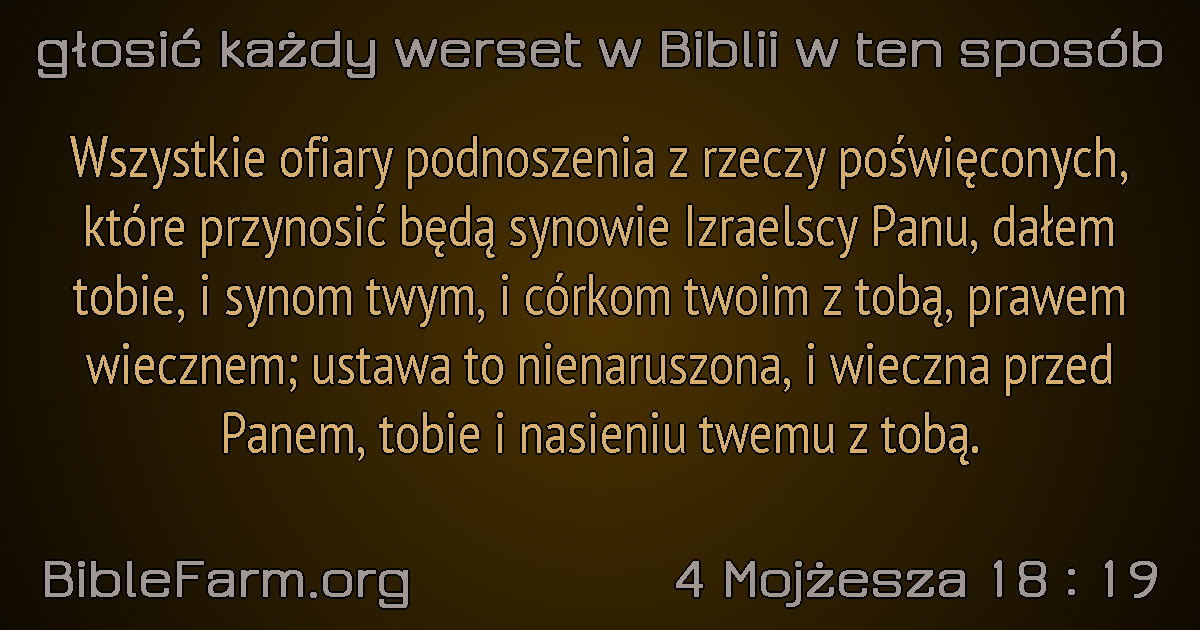 głosić każdy werset w Biblii w ten sposób
Wszystkie ofiary podnoszenia z rzeczy poświęconych,
które przynosić będą synowie Izraelscy Panu, dałem
tobie, i synom twym, i córkom twoim z tobą, prawem
wiecznem; ustawa to nienaruszona, i wieczna przed
Panem, tobie i nasieniu twemu z tobą.
BibleFarm.org 4 Mojżesza 18 : 19